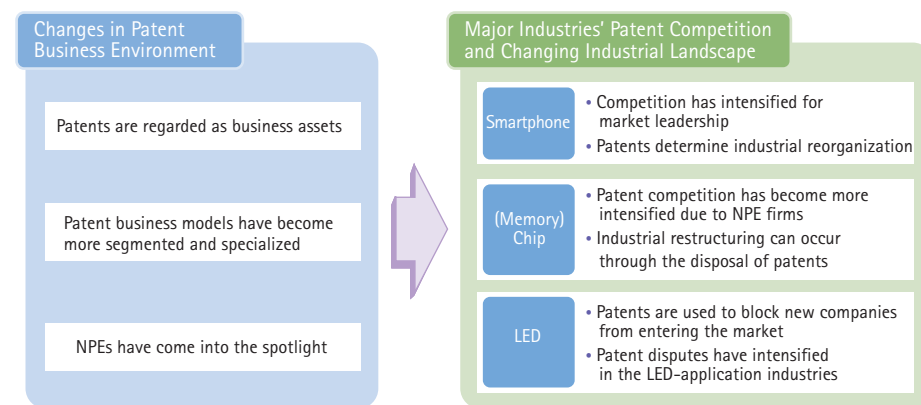 Changes in Patent
Business Environment
Patents are regarded as business assets
Patent business models have become
more segmented and specialized
NPEs have come into the spotlight
Major Industries' Patent Competition
and Changing Industrial Landscape
Smartphone
• Competition has intensified for
market leadership
• Patents determine industrial reorganization
(Memory)
Chip
• Patent competition has become more
intensified due to NPE firms
• Industrial restructuring can occur
through the disposal of patents
LED
• Patents are used to block new companies
from entering the market
• Patent disputes have intensified
in the LED-application industries